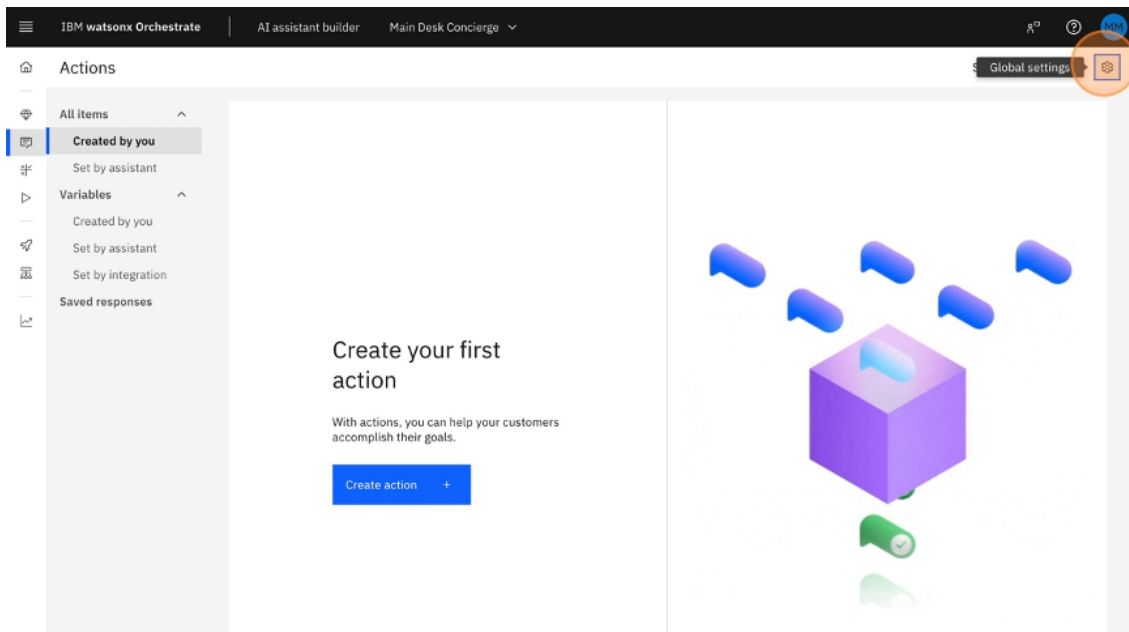 IBM watsonx Orchestrate
AI assistant builder
Main Desk Concierge
MM
Actions
Global settings
All items
Created by you
Set by assistant
Variables
Created by you
Set by assistant
Set by integration
Saved responses
Create your first
action
With actions, you can help your customers
accomplish their goals.
Create action +